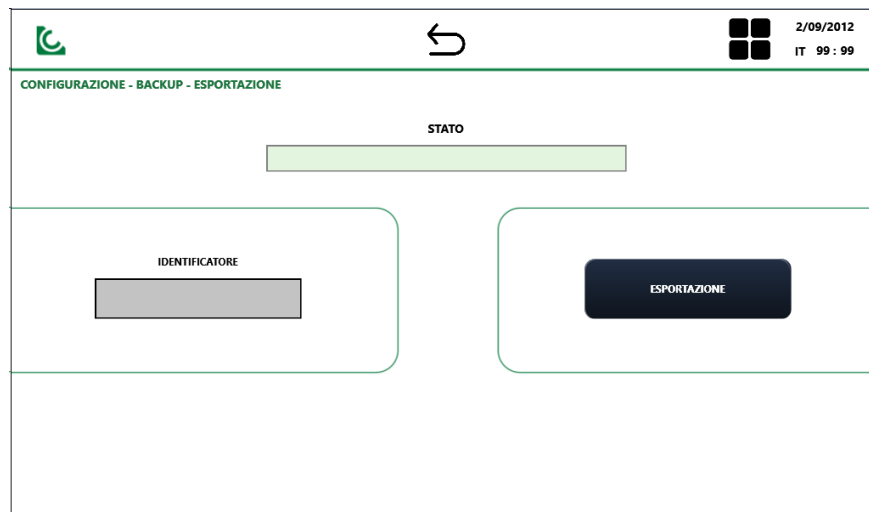 2/09/2012
IT 99 : 99
CONFIGURAZIONE - BACKUP - ESPORTAZIONE
STATO
IDENTIFICATORE
ESPORTAZIONE